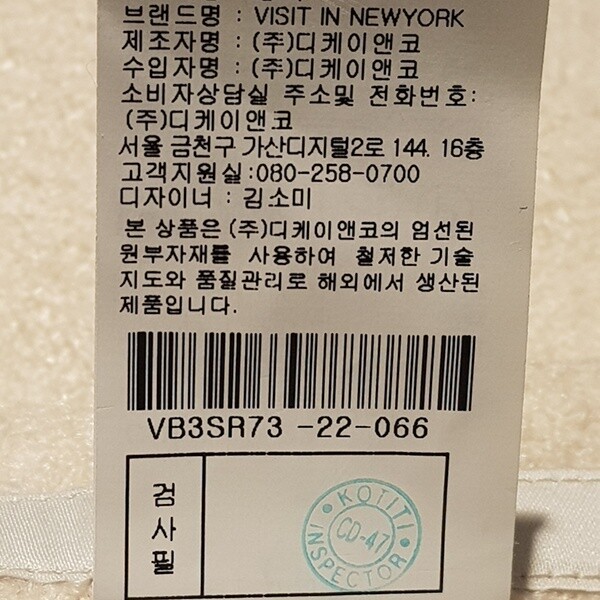 브랜드명 : VISIT IN NEWYORK
제조자명 : (주)디케이앤코
수입자명 : (주)디케이앤코
소비자상담실 주소및 전화번호:
(주)디케이앤코
서울 금천구 가산디지털2로 144. 16층
고객지원실:080-258-0700
디자이너 : 김소미
본 상품은 (주)디케이앤코의 엄선된
원부자재를 사용하여 철저한 기술
지도와 품질관리로 해외에서 생산된
제품입니다.
VB3SR73 -22-066
검사필
KOTITI
CD-47
INSPECTOR